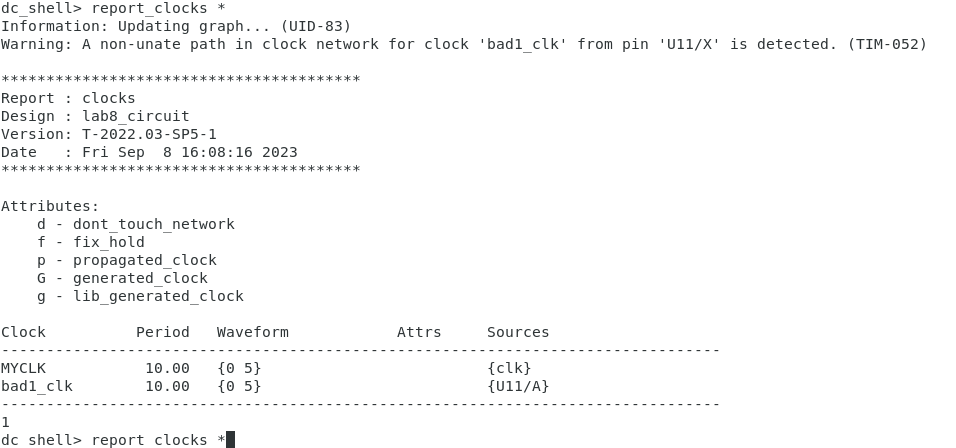 dc_shell> report_clocks *
Information: Updating graph... (UID-83)
Warning: A non-unate path in clock network for clock 'bad1_clk' from pin 'U11/X' is detected. (TIM-052)

****************************************
Report : clocks
Design : lab8_circuit
Version: T-2022.03-SP5-1
Date   : Fri Sep  8 16:08:16 2023
****************************************

Attributes:
    d - dont_touch_network
    f - fix_hold
    p - propagated_clock
    G - generated_clock
    g - lib_generated_clock

Clock          Period   Waveform            Attrs     Sources
--------------------------------------------------------------------------------
MYCLK           10.00   {0 5}                         {clk}
bad1_clk        10.00   {0 5}                         {U11/A}
--------------------------------------------------------------------------------
1
dc_shell> report_clocks *